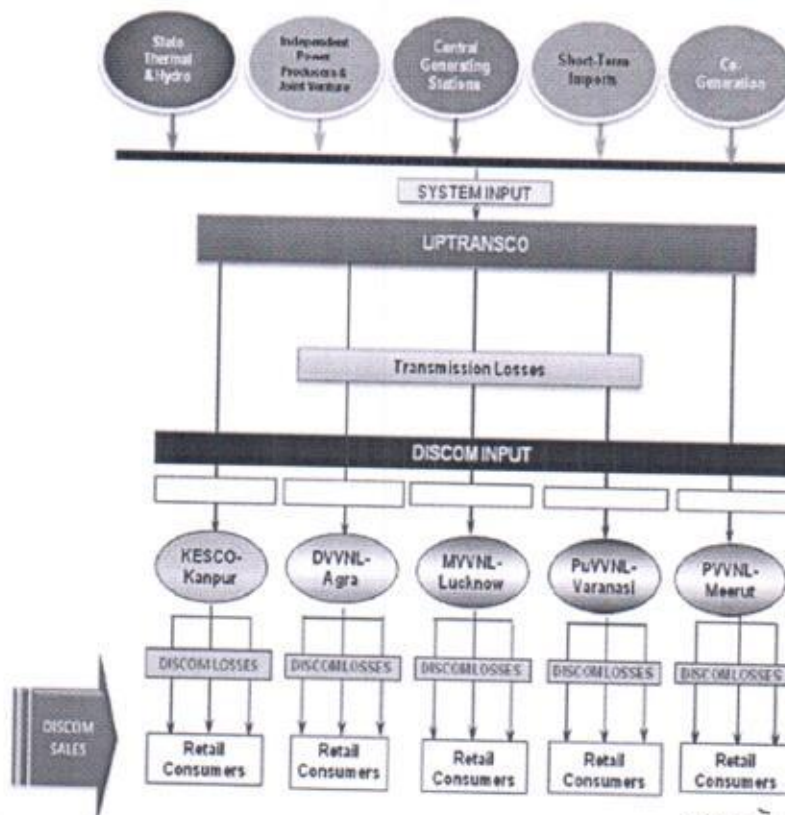 State
Thermal
& Hydro
Independent
Power
Producers &
Joint Venture
Central
Generating
Stations
Short-Term
Imports
Co-
Generation
SYSTEM INPUT
UPTRANSCO
Transmission Losses
DISCOM INPUT
KESCO-
Kanpur
DVVNL-
Agra
MVVNL-
Lucknow
PuVVNL-
Varanasi
PVVNL-
Meerut
DISCOM LOSSES
DISCOM LOSSES
DISCOM LOSSES
DISCOM LOSSES
DISCOM LOSSES
DISCOM
SALES
Retail
Consumers
Retail
Consumers
Retail
Consumers
Retail
Consumers
Retail
Consumers